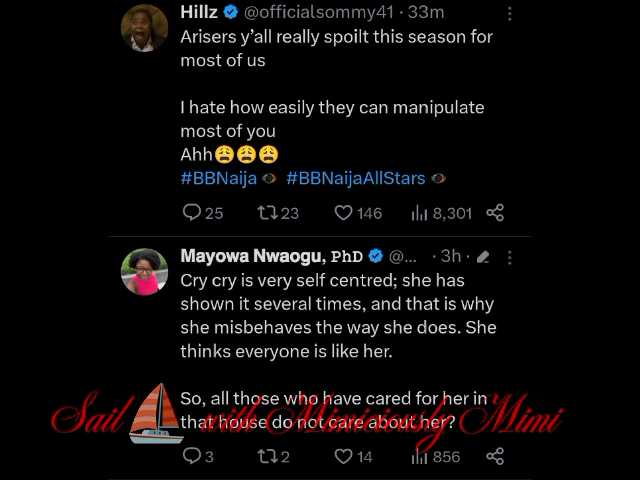 Hillz @officialsommy41 · 33m
Arisers y'all really spoilt this season for
most of us
I hate how easily they can manipulate
most of you
Ahh😩😩😩
#BBNaija #BBNaijaAllStars
25 23 146 8,301
Mayowa Nwaogu, PhD @... · 3h ·
Cry cry is very self centred; she has
shown it several times, and that is why
she misbehaves the way she does. She
thinks everyone is like her.
So, all those who have cared for her in
that house do not care about her?
Sail with Mimiciously Mimi
3 2 14 856